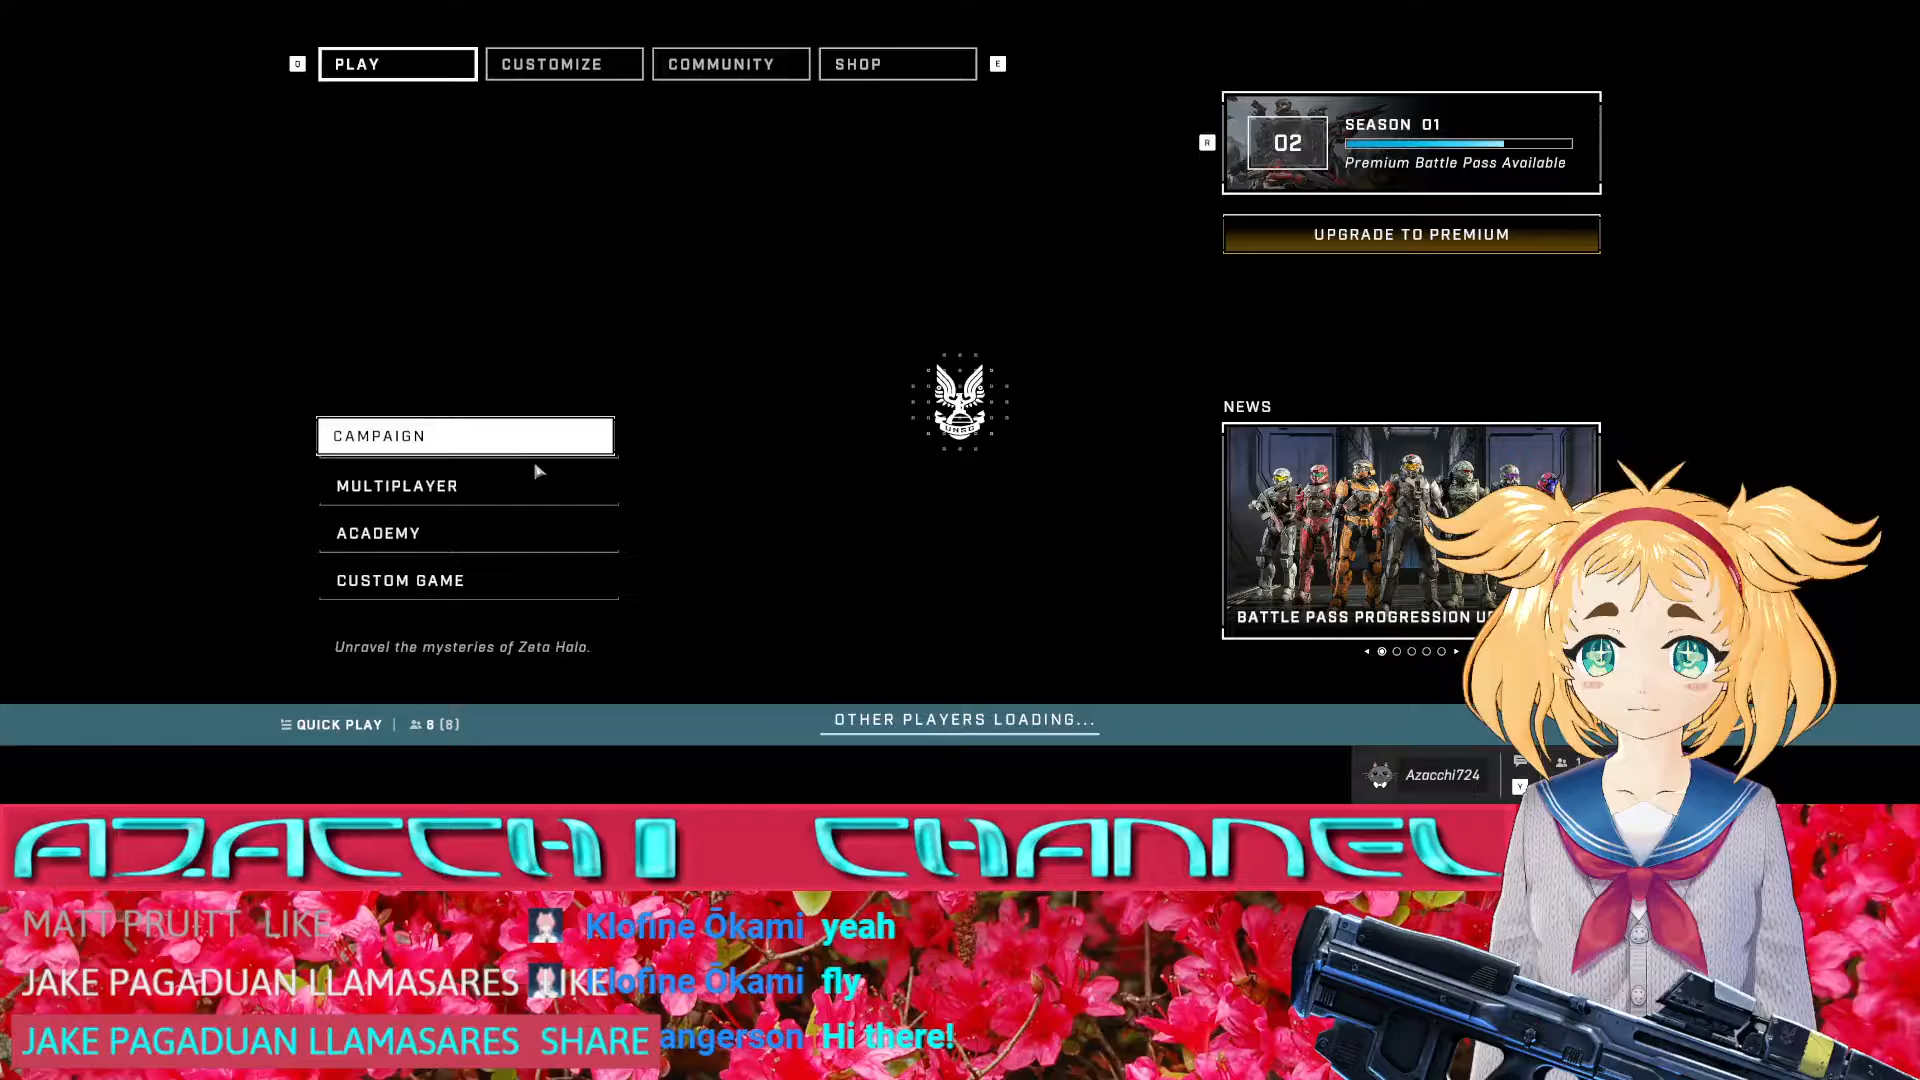 Q
PLAY
CUSTOMIZE
COMMUNITY
SHOP
E
R
02
SEASON 01
Premium Battle Pass Available
UPGRADE TO PREMIUM
UNSC
CAMPAIGN
MULTIPLAYER
ACADEMY
CUSTOM GAME
Unravel the mysteries of Zeta Halo.
NEWS
BATTLE PASS PROGRESSION
QUICK PLAY | 8 (8)
OTHER PLAYERS LOADING...
Azacchi724
1
Y
AZACCHI CHANNEL
MATT PRUITT LIKE
JAKE PAGADUAN LLAMASARES LIKE
JAKE PAGADUAN LLAMASARES SHARE
Klofine Ōkami yeah
Klofine Ōkami fly
angerson Hi there!